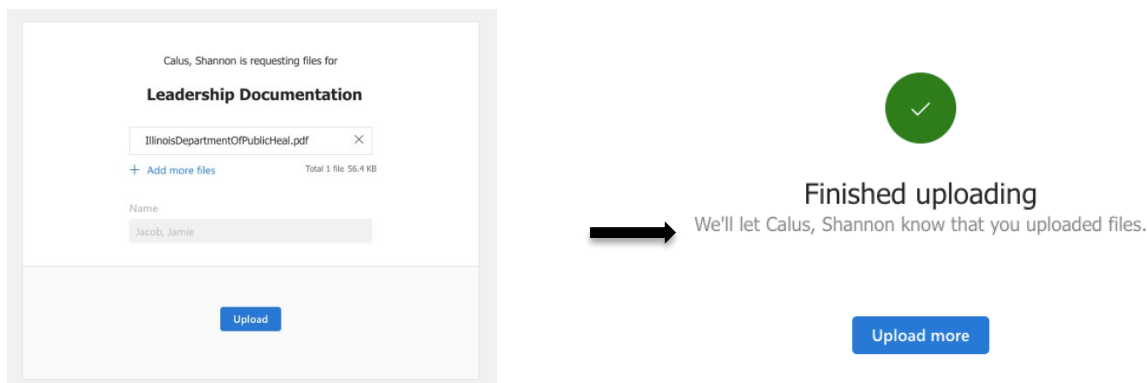 Calus, Shannon is requesting files for
Leadership Documentation
IllinoisDepartmentOfPublicHeal.pdf
+ Add more files
Total 1 file 56.4 KB
Name
Jacob, Jamie
Upload
Finished uploading
We'll let Calus, Shannon know that you uploaded files.
Upload more